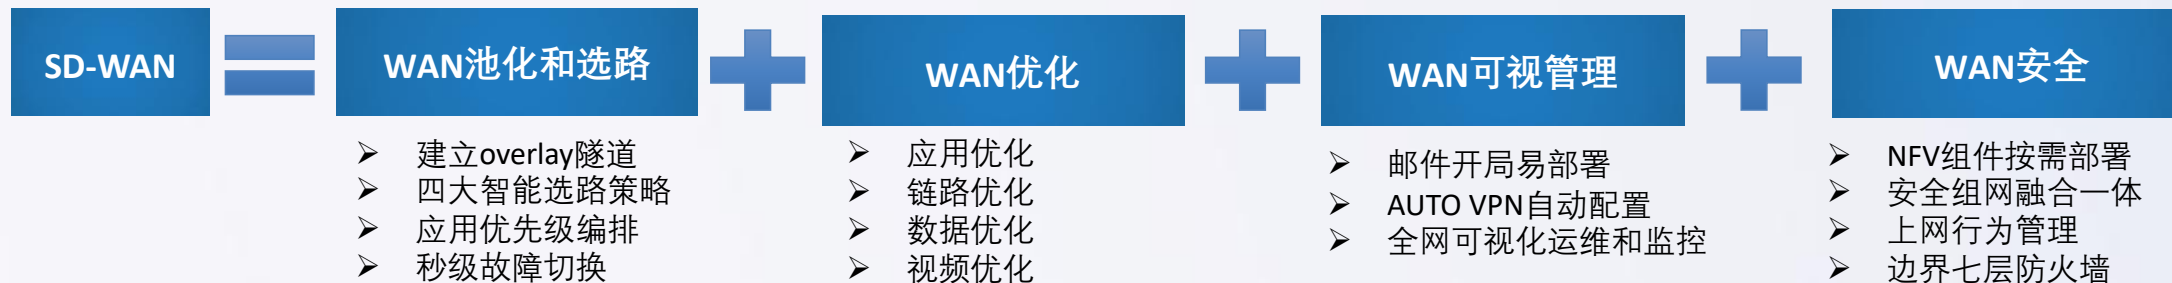 SD-WAN
WAN池化和选路
建立overlay隧道
四大智能选路策略
应用优先级编排
秒级故障切换
WAN优化
应用优化
链路优化
数据优化
视频优化
WAN可视管理
邮件开局易部署
AUTO VPN自动配置
全网可视化运维和监控
WAN安全
NFV组件按需部署
安全组网融合一体
上网行为管理
边界七层防火墙